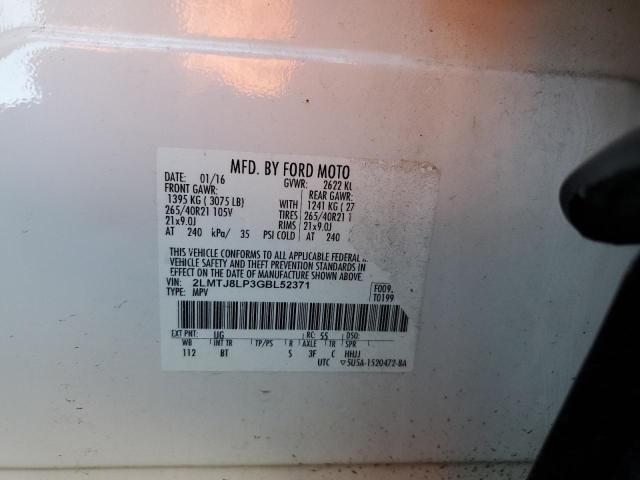 MFD. BY FORD MOTO
DATE: 01/16 GVWR: 2622 KG
FRONT GAWR: REAR GAWR:
1395 KG ( 3075 LB) WITH 1241 KG ( 27
265/40R21 105V TIRES 265/40R21 1
21x9.0J RIMS 21x9.0J
AT 240 kPa/ 35 PSI COLD AT 240
THIS VEHICLE CONFORMS TO ALL APPLICABLE FEDERAL
VEHICLE SAFETY AND THEFT PREVENTION STANDARDS IN
EFFECT ON THE DATE OF MANUFACTURE SHOWN ABOVE.
VIN: 2LMTJ8LP3GBL52371 F009
TYPE: MPV T0199
EXT PNT: UG RC: 55 DSO:
WB INT TR TP/PS R AXLE TR SPR
112 BT S 3F C HHJJ
UTC ▽5U5A-1520472-BA